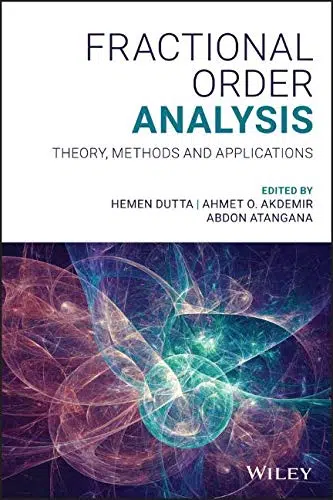 FRACTIONAL
ORDER
ANALYSIS
THEORY, METHODS AND APPLICATIONS
EDITED BY
HEMEN DUTTA | AHMET O. AKDEMIR
ABDON ATANGANA
WILEY